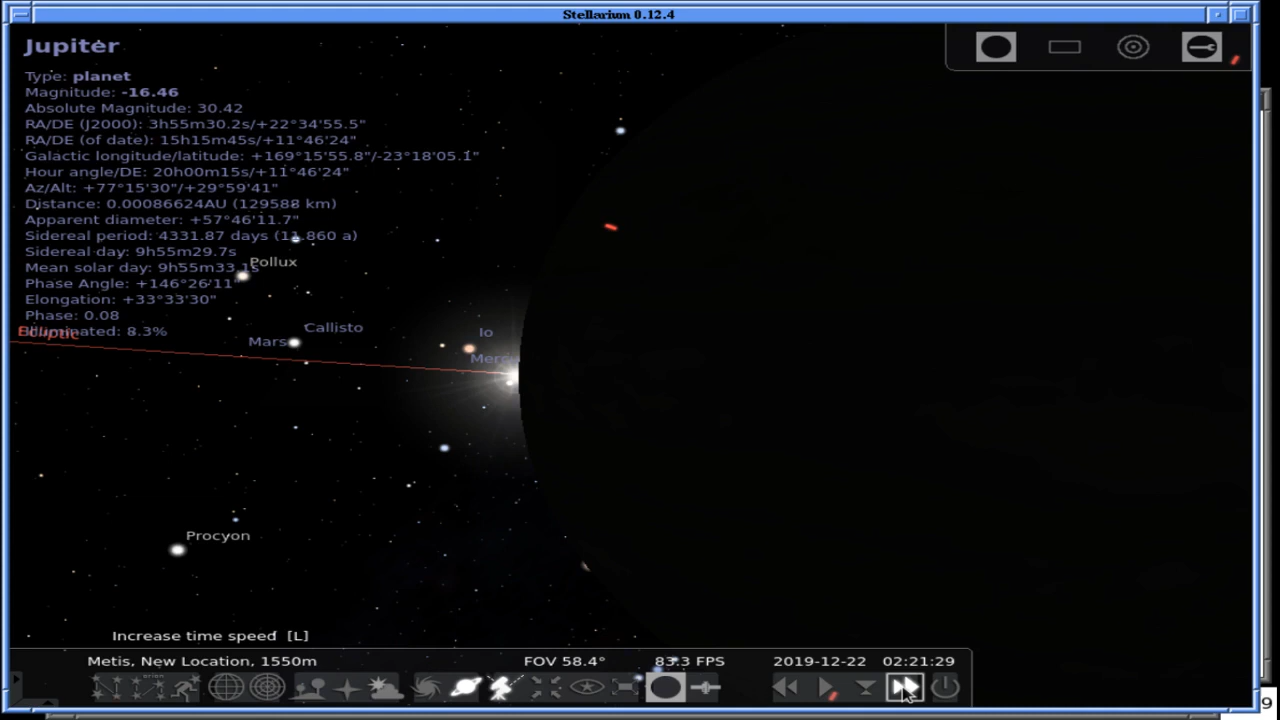 Stellarium 0.12.4
Jupiter
Type: planet
Magnitude: -16.46
Absolute Magnitude: 30.42
RA/DE (J2000): 3h55m30.2s/+22°34'55.5"
RA/DE (of date): 15h15m45s/+11°46'24"
Galactic longitude/latitude: +169°15'55.8"/-23°18'05.1"
Hour angle/DE: 20h00m15s/+11°46'24"
Az/Alt: +77°15'30"/+29°59'41"
Distance: 0.00086624AU (129588 km)
Apparent diameter: +57°46'11.7"
Sidereal period: 4331.87 days (11.860 a)
Sidereal day: 9h55m29.7s
Mean solar day: 9h55m33.1s
Pollux
Phase Angle: +146°26'11"
Elongation: +33°33'30"
Phase: 0.08
Illuminated: 8.3%
Ecliptic
Callisto
Io
Mars
Procyon
Increase time speed [L]
Metis, New Location, 1550m FOV 58.4° 83.3 FPS 2019-12-22 02:21:29
9